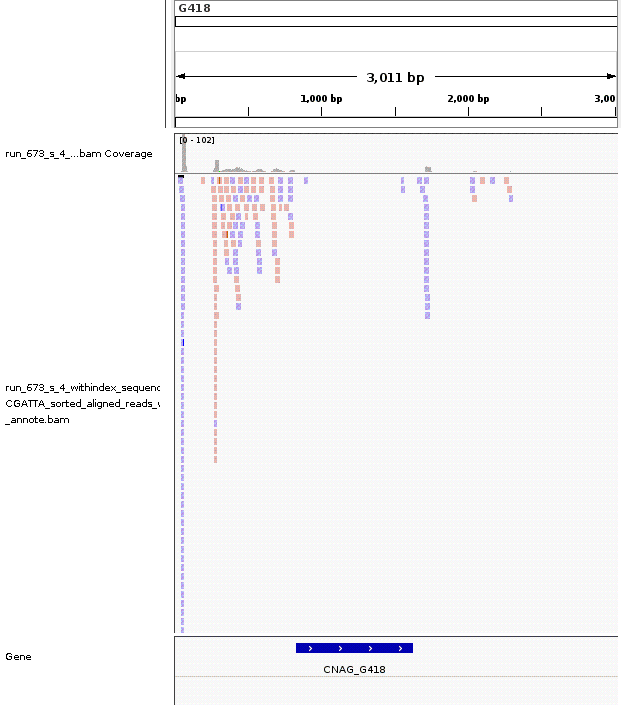 G418
3,011 bp
bp
1,000 bp
2,000 bp
3,00
[0 - 102]
run_673_s_4_...bam Coverage
run_673_s_4_withindex_sequenc
CGATTA_sorted_aligned_reads_
_annote.bam
Gene
CNAG_G418